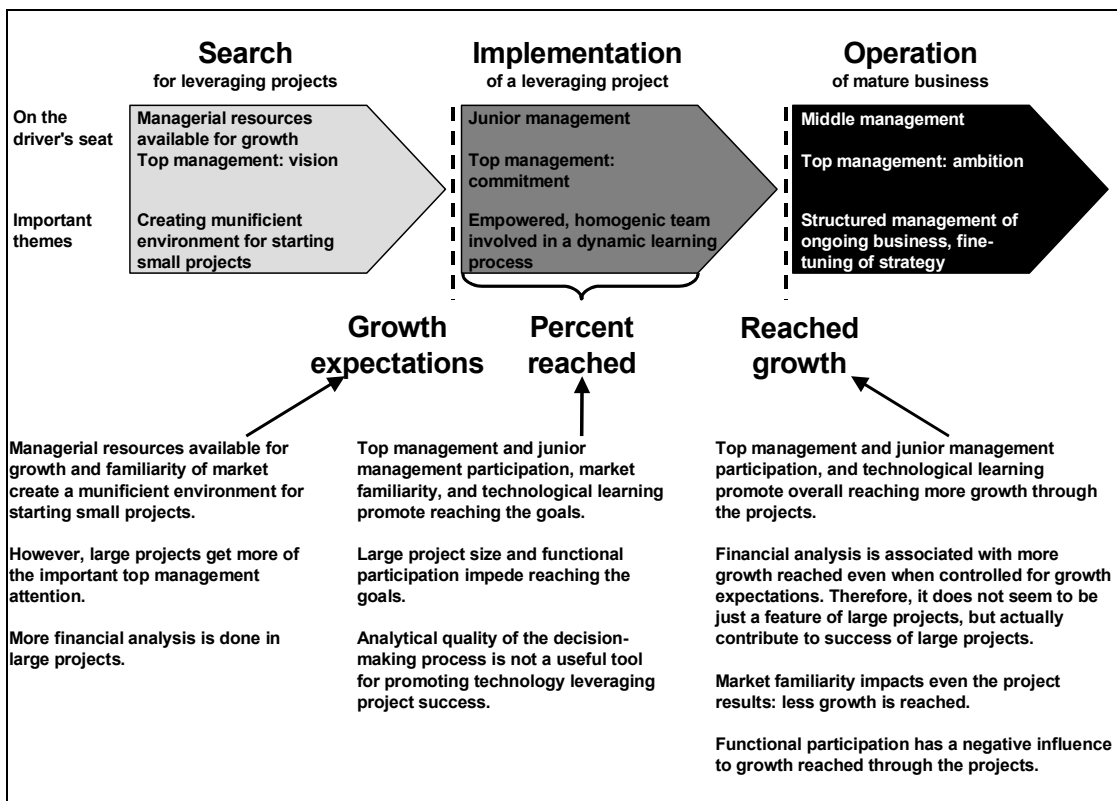 Search
for leveraging projects
Implementation
of a leveraging project
Operation
of mature business
On the
driver's seat
Managerial resources
available for growth
Top management: vision
Junior management
Top management:
commitment
Middle management
Top management: ambition
Important
themes
Creating munificient
environment for starting
small projects
Empowered, homogenic team
involved in a dynamic learning
process
Structured management of
ongoing business, fine-
tuning of strategy
Growth
expectations
Percent
reached
Reached
growth
Managerial resources available for
growth and familiarity of market
create a munificient environment for
starting small projects.
However, large projects get more of
the important top management
attention.
More financial analysis is done in
large projects.
Top management and junior
management participation, market
familiarity, and technological learning
promote reaching the goals.
Large project size and functional
participation impede reaching the
goals.
Analytical quality of the decision-
making process is not a useful tool
for promoting technology leveraging
project success.
Top management and junior management
participation, and technological learning
promote overall reaching more growth through
the projects.
Financial analysis is associated with more
growth reached even when controlled for growth
expectations. Therefore, it does not seem to be
just a feature of large projects, but actually
contribute to success of large projects.
Market familiarity impacts even the project
results: less growth is reached.
Functional participation has a negative influence
to growth reached through the projects.